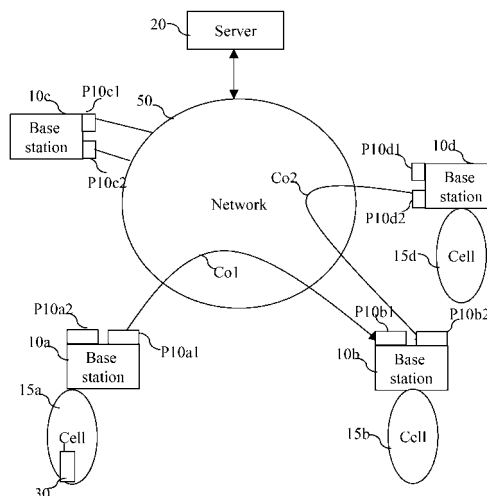 20
Server
10c
P10c1
50
Base
station
P10c2
P10d1
10d
Base
station
Co2
P10d2
Network
15d
Cell
Co1
P10a2
P10a1
10a
Base
station
P10b1
P10b2
10b
Base
station
15a
Cell
30
15b
Cell